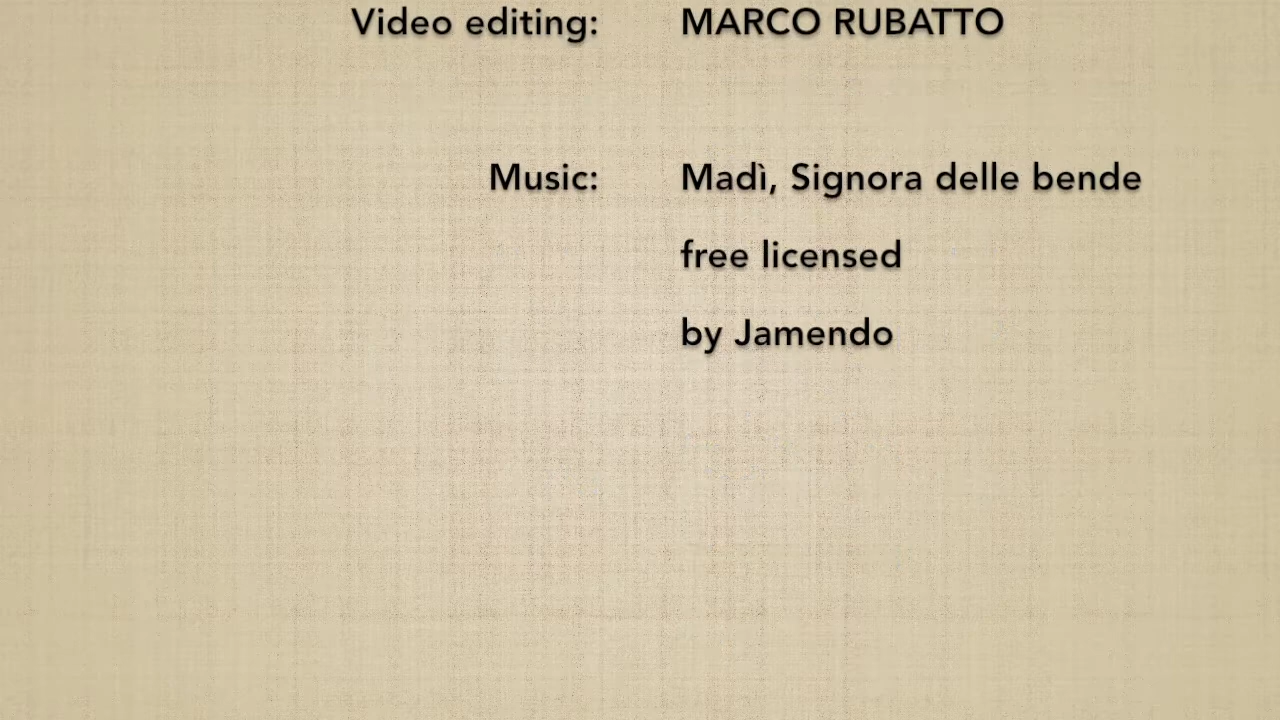 Video editing: MARCO RUBATTO
Music: Madì, Signora delle bende
free licensed
by Jamendo